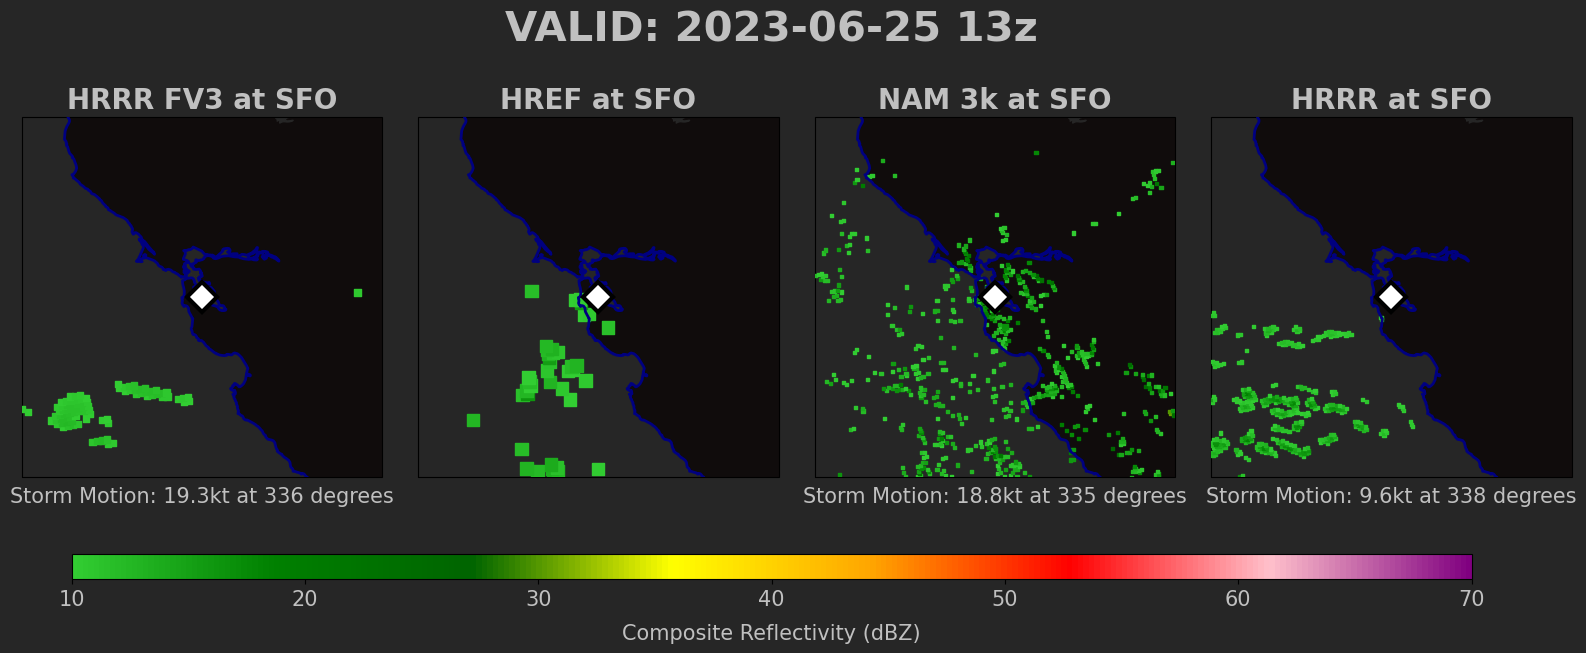 VALID: 2023-06-25 13z
HRRR FV3 at SFO
HREF at SFO
NAM 3k at SFO
HRRR at SFO
Storm Motion: 19.3kt at 336 degrees
Storm Motion: 18.8kt at 335 degrees
Storm Motion: 9.6kt at 338 degrees
10 20 30 40 50 60 70
Composite Reflectivity (dBZ)